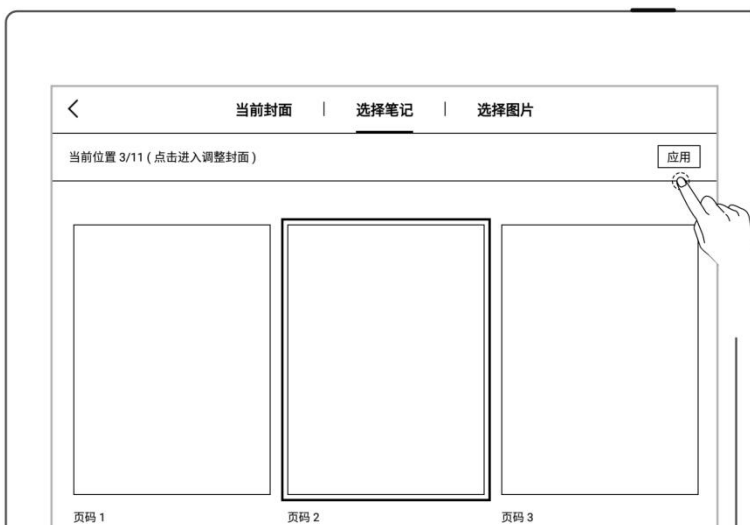 当前封面 | 选择笔记 | 选择图片
当前位置 3/11 ( 点击进入调整封面 )
应用
页码 1
页码 2
页码 3